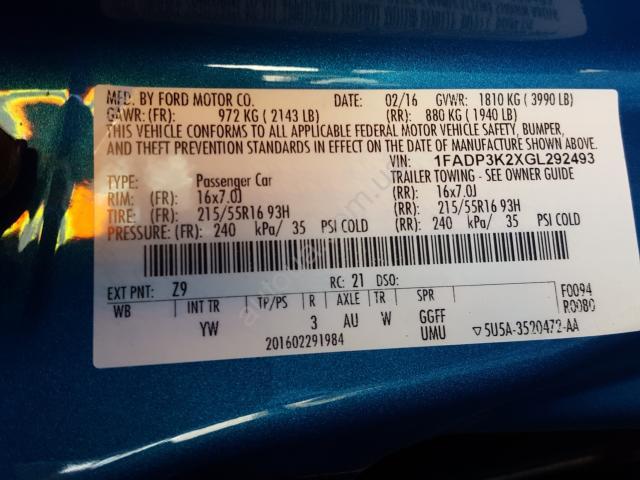 MFD. BY FORD MOTOR CO. DATE: 02/16 GVWR: 1810 KG ( 3990 LB)
GAWR: (FR): 972 KG ( 2143 LB) (RR): 880 KG ( 1940 LB)
THIS VEHICLE CONFORMS TO ALL APPLICABLE FEDERAL MOTOR VEHICLE SAFETY, BUMPER,
AND THEFT PREVENTION STANDARDS IN EFFECT ON THE DATE OF MANUFACTURE SHOWN ABOVE.
VIN: 1FADP3K2XGL292493
TYPE: Passenger Car TRAILER TOWING - SEE OWNER GUIDE
RIM: (FR): 16x7.0J (RR): 16x7.0J
TIRE: (FR): 215/55R16 93H (RR): 215/55R16 93H
PRESSURE: (FR): 240 kPa/ 35 PSI COLD (RR): 240 kPa/ 35 PSI COLD
EXT PNT: Z9 RC: 21 DSO:
WB INT TR TP/PS R AXLE TR SPR F0094
YW 3 AU W GGFF R0080
UMU
201602291984 ▽5U5A-3520472-AA